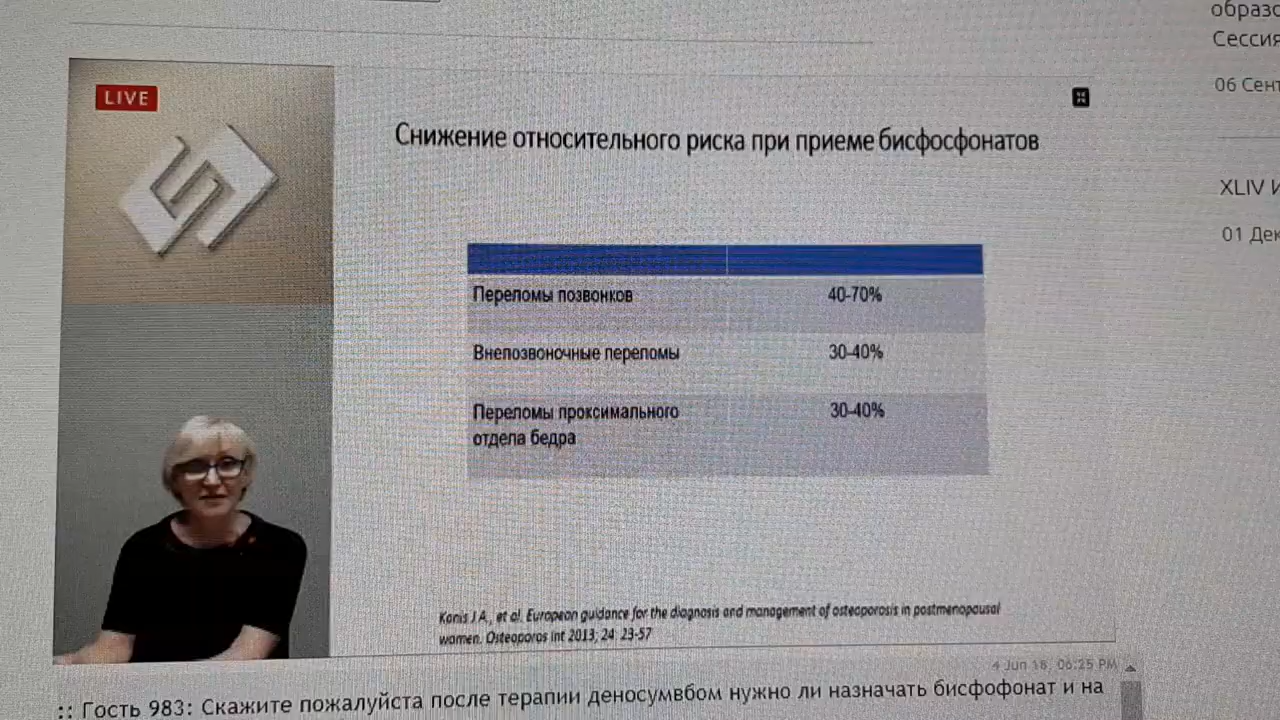 образо
Сессия
06 Сент
XLIV И
01 Дек
LIVE
Снижение относительного риска при приеме бисфосфонатов
Переломы позвонков 40-70%
Внепозвоночные переломы 30-40%
Переломы проксимального отдела бедра 30-40%
Kanis J A., et al. European guidance for the diagnosis and management of osteoporosis in postmenopausal
women. Osteoporos Int 2013; 24: 23-57
4 Jun 18, 06:25 PM
:: Гость 983: Скажите пожалуйста после терапии деносумвбом нужно ли назначать бисфофонат и на